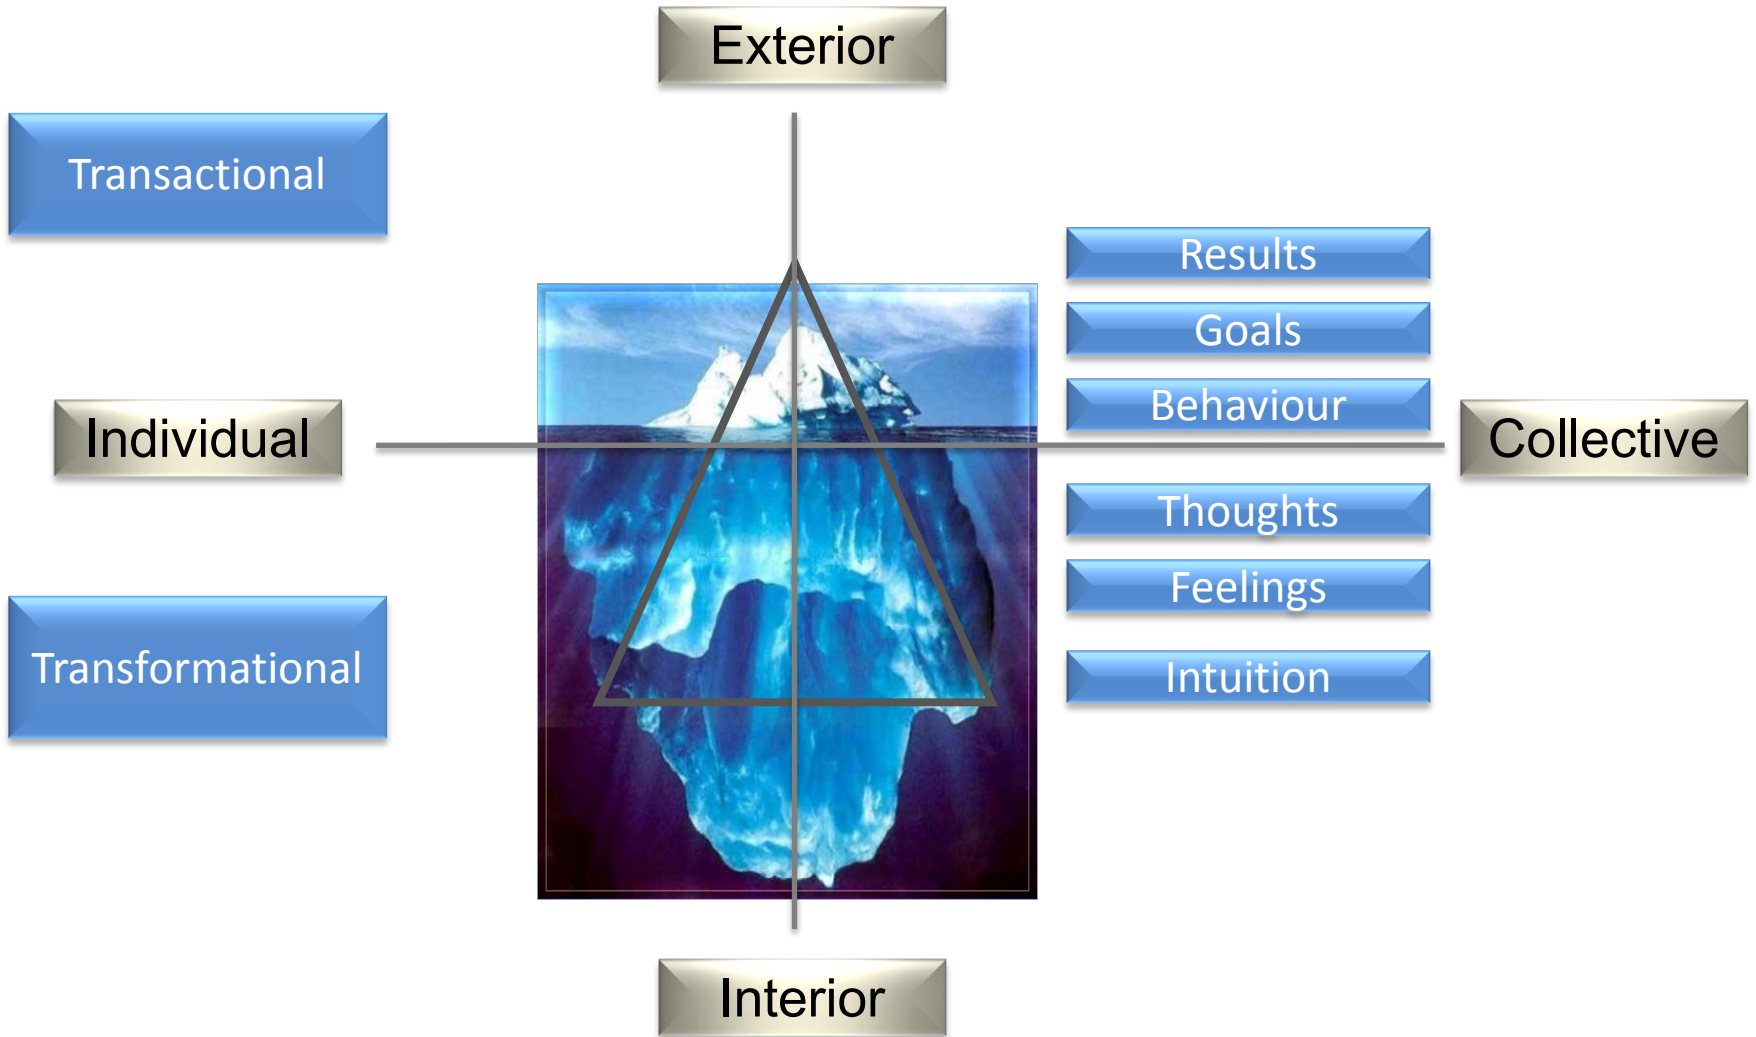 Exterior
Transactional
Results
Goals
Behaviour
Individual
Collective
Thoughts
Feelings
Transformational
Intuition
Interior